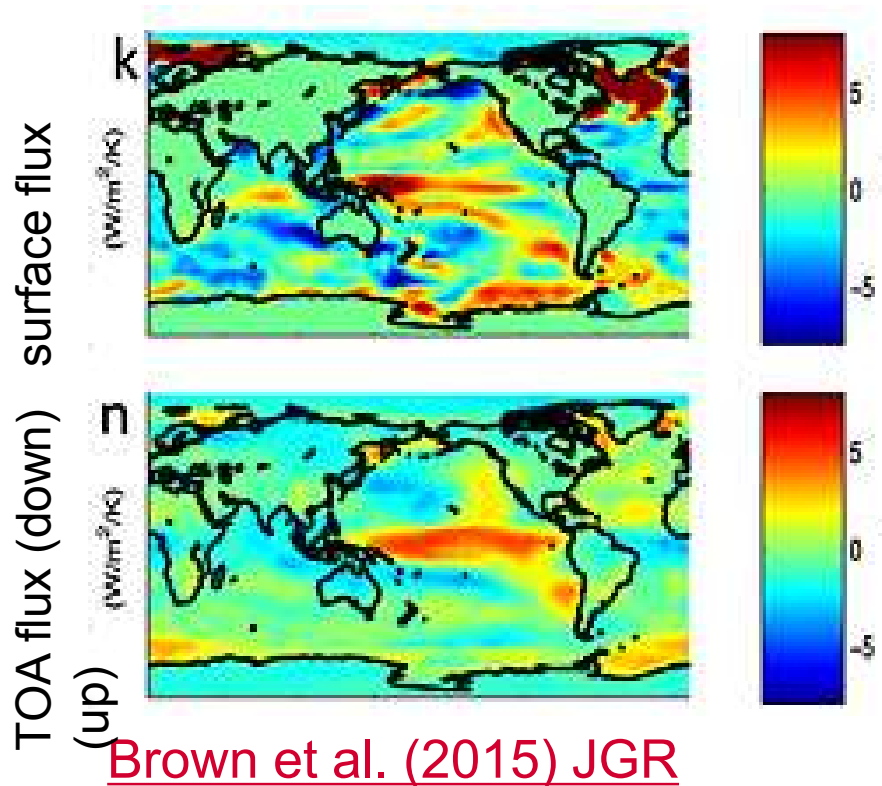 surface flux
k
(W/m²/K)
5
0
-5
TOA flux (down)
(up)
n
(W/m²/K)
5
0
-5
Brown et al. (2015) JGR